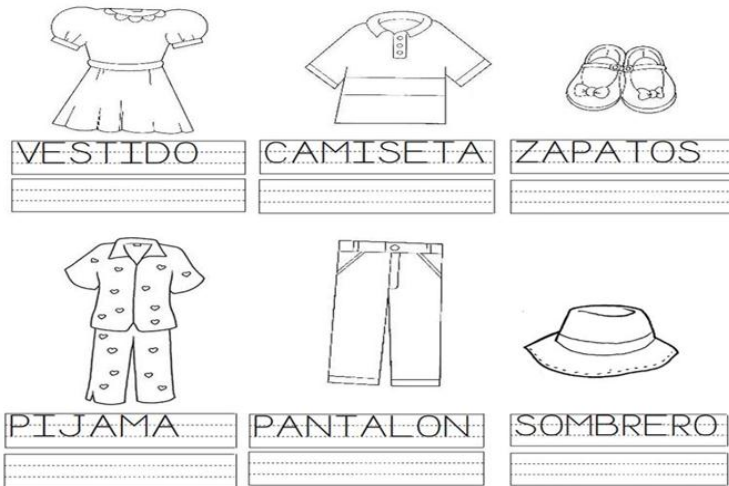 VESTIDO
CAMISETA
ZAPATOS
PIJAMA
PANTALON
SOMBRERO